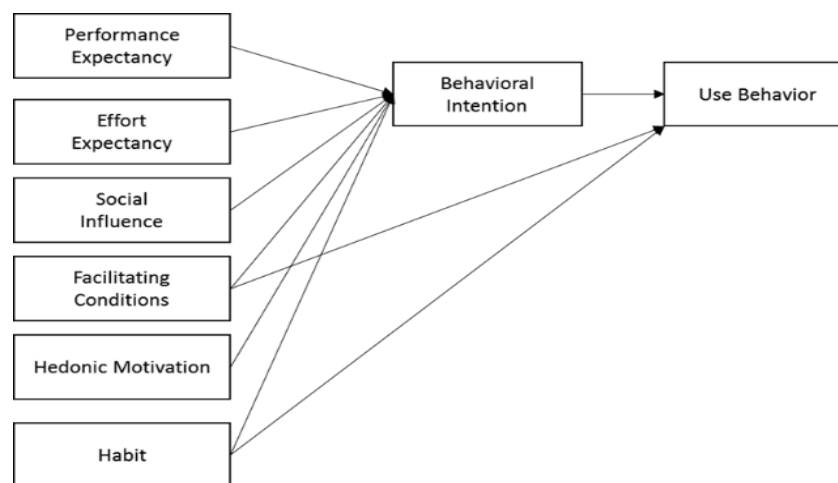 Performance
Expectancy
Effort
Expectancy
Social
Influence
Facilitating
Conditions
Hedonic Motivation
Habit
Behavioral
Intention
Use Behavior